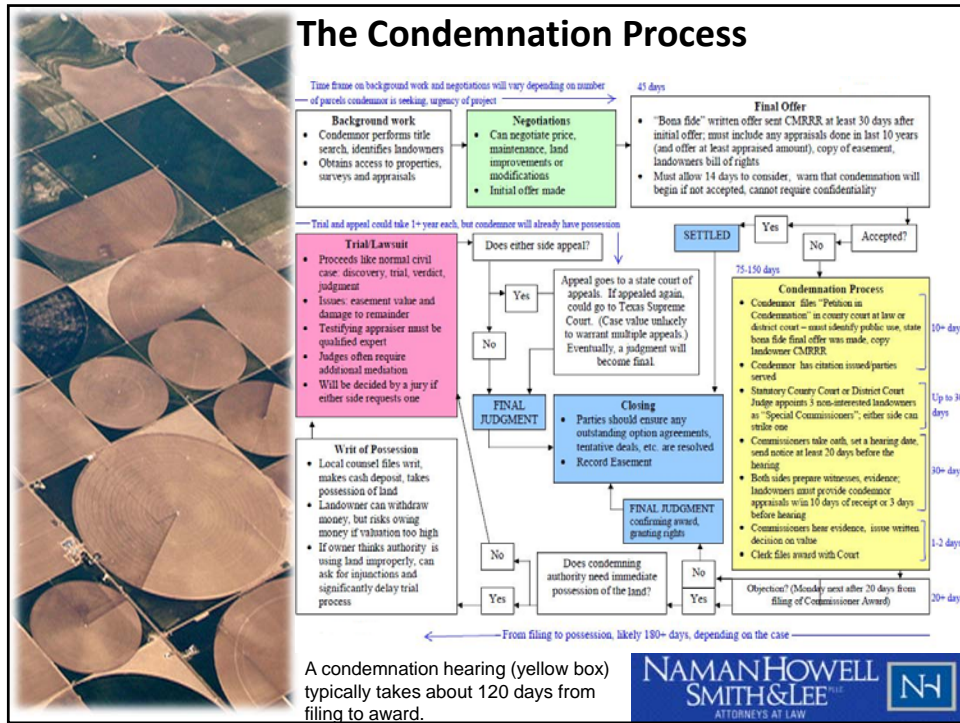 The Condemnation Process
Time frame on background work and negotiations will vary depending on number
of parcels condemnor is seeking, urgency of project
45 days
Background work
• Condemnor performs title
search, identifies landowners
• Obtains access to properties,
surveys and appraisals
Negotiations
• Can negotiate price,
maintenance, land
improvements or
modifications
• Initial offer made
Final Offer
• "Bona fide" written offer sent CMRRR at least 30 days after
initial offer; must include any appraisals done in last 10 years
(and offer at least appraised amount), copy of easement,
landowners bill of rights
• Must allow 14 days to consider, warn that condemnation will
begin if not accepted, cannot require confidentiality
Accepted?
Yes
SETTLED
No
75-150 days
Condemnation Process
• Condemnor files "Petition in
Condemnation" in county court at law or
district court – must identify public use, state
bona fide final offer was made, copy
landowner CMRRR
• Condemnor has citation issued/parties
served
10+ day
• Statutory County Court or District Court
Judge appoints 3 non-interested landowners
as "Special Commissioners"; either side can
strike one
Up to 30
days
• Commissioners take oath, set a hearing date,
send notice at least 20 days before the
hearing
• Both sides prepare witnesses, evidence;
landowners must provide condemnor
appraisals w/in 10 days of receipt or 3 days
before hearing
30+ day
• Commissioners hear evidence, issue written
decision on value
• Clerk files award with Court
1-2 days
Objection? (Monday next after 20 days from
filing of Commissioner Award)
20+ day
No
Yes
FINAL JUDGMENT
confirming award,
granting rights
Does condemning
authority need immediate
possession of the land?
No
Yes
Writ of Possession
• Local counsel files writ,
makes cash deposit, takes
possession of land
• Landowner can withdraw
money, but risks owing
money if valuation too high
• If owner thinks authority is
using land improperly, can
ask for injunctions and
significantly delay trial
process
Trial and appeal could take 1+ year each, but condemnor will already have possession
Trial/Lawsuit
• Proceeds like normal civil
case: discovery, trial, verdict,
judgment
• Issues: easement value and
damage to remainder
• Testifying appraiser must be
qualified expert
• Judges often require
additional mediation
• Will be decided by a jury if
either side requests one
Does either side appeal?
Yes
No
Appeal goes to a state court of
appeals. If appealed again,
could go to Texas Supreme
Court. (Case value unlikely
to warrant multiple appeals.)
Eventually, a judgment will
become final.
FINAL
JUDGMENT
Closing
• Parties should ensure any
outstanding option agreements,
tentative deals, etc. are resolved
• Record Easement
From filing to possession, likely 180+ days, depending on the case
A condemnation hearing (yellow box)
typically takes about 120 days from
filing to award.
NAMAN HOWELL
SMITH & LEE PLLC
ATTORNEYS AT LAW
NH